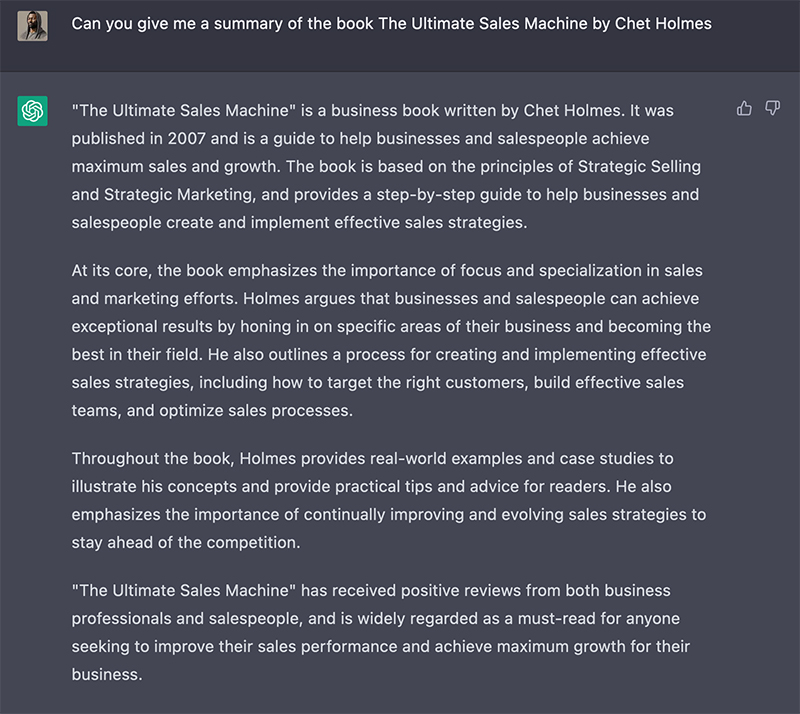 Can you give me a summary of the book The Ultimate Sales Machine by Chet Holmes
"The Ultimate Sales Machine" is a business book written by Chet Holmes. It was
published in 2007 and is a guide to help businesses and salespeople achieve
maximum sales and growth. The book is based on the principles of Strategic Selling
and Strategic Marketing, and provides a step-by-step guide to help businesses and
salespeople create and implement effective sales strategies.
At its core, the book emphasizes the importance of focus and specialization in sales
and marketing efforts. Holmes argues that businesses and salespeople can achieve
exceptional results by honing in on specific areas of their business and becoming the
best in their field. He also outlines a process for creating and implementing effective
sales strategies, including how to target the right customers, build effective sales
teams, and optimize sales processes.
Throughout the book, Holmes provides real-world examples and case studies to
illustrate his concepts and provide practical tips and advice for readers. He also
emphasizes the importance of continually improving and evolving sales strategies to
stay ahead of the competition.
"The Ultimate Sales Machine" has received positive reviews from both business
professionals and salespeople, and is widely regarded as a must-read for anyone
seeking to improve their sales performance and achieve maximum growth for their
business.